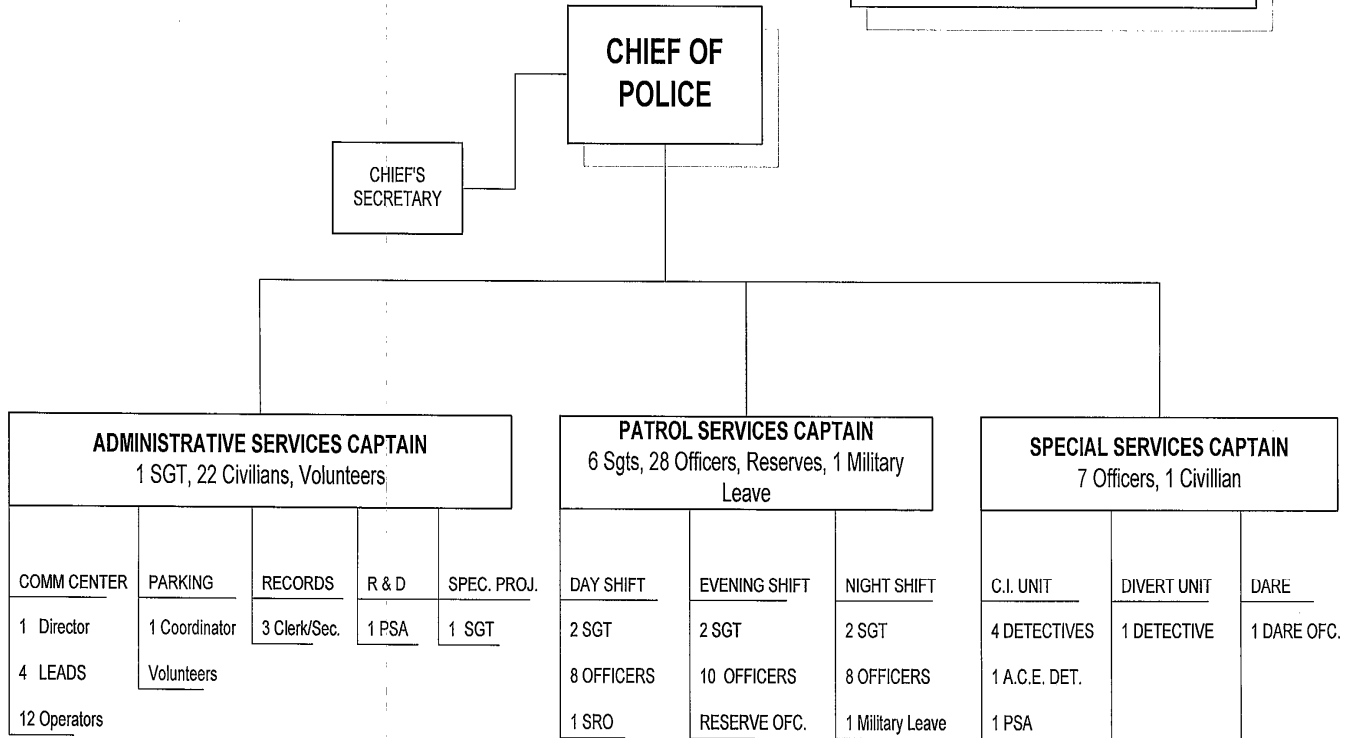 CHIEF OF
POLICE
CHIEF'S
SECRETARY
ADMINISTRATIVE SERVICES CAPTAIN
1 SGT, 22 Civilians, Volunteers
COMM CENTER
1 Director
4 LEADS
12 Operators
PARKING
1 Coordinator
Volunteers
RECORDS
3 Clerk/Sec.
R & D
1 PSA
SPEC. PROJ.
1 SGT
PATROL SERVICES CAPTAIN
6 Sgts, 28 Officers, Reserves, 1 Military
Leave
DAY SHIFT
2 SGT
8 OFFICERS
1 SRO
EVENING SHIFT
2 SGT
10 OFFICERS
RESERVE OFC.
NIGHT SHIFT
2 SGT
8 OFFICERS
1 Military Leave
SPECIAL SERVICES CAPTAIN
7 Officers, 1 Civillian
C.I. UNIT
4 DETECTIVES
1 A.C.E. DET.
1 PSA
DIVERT UNIT
1 DETECTIVE
DARE
1 DARE OFC.